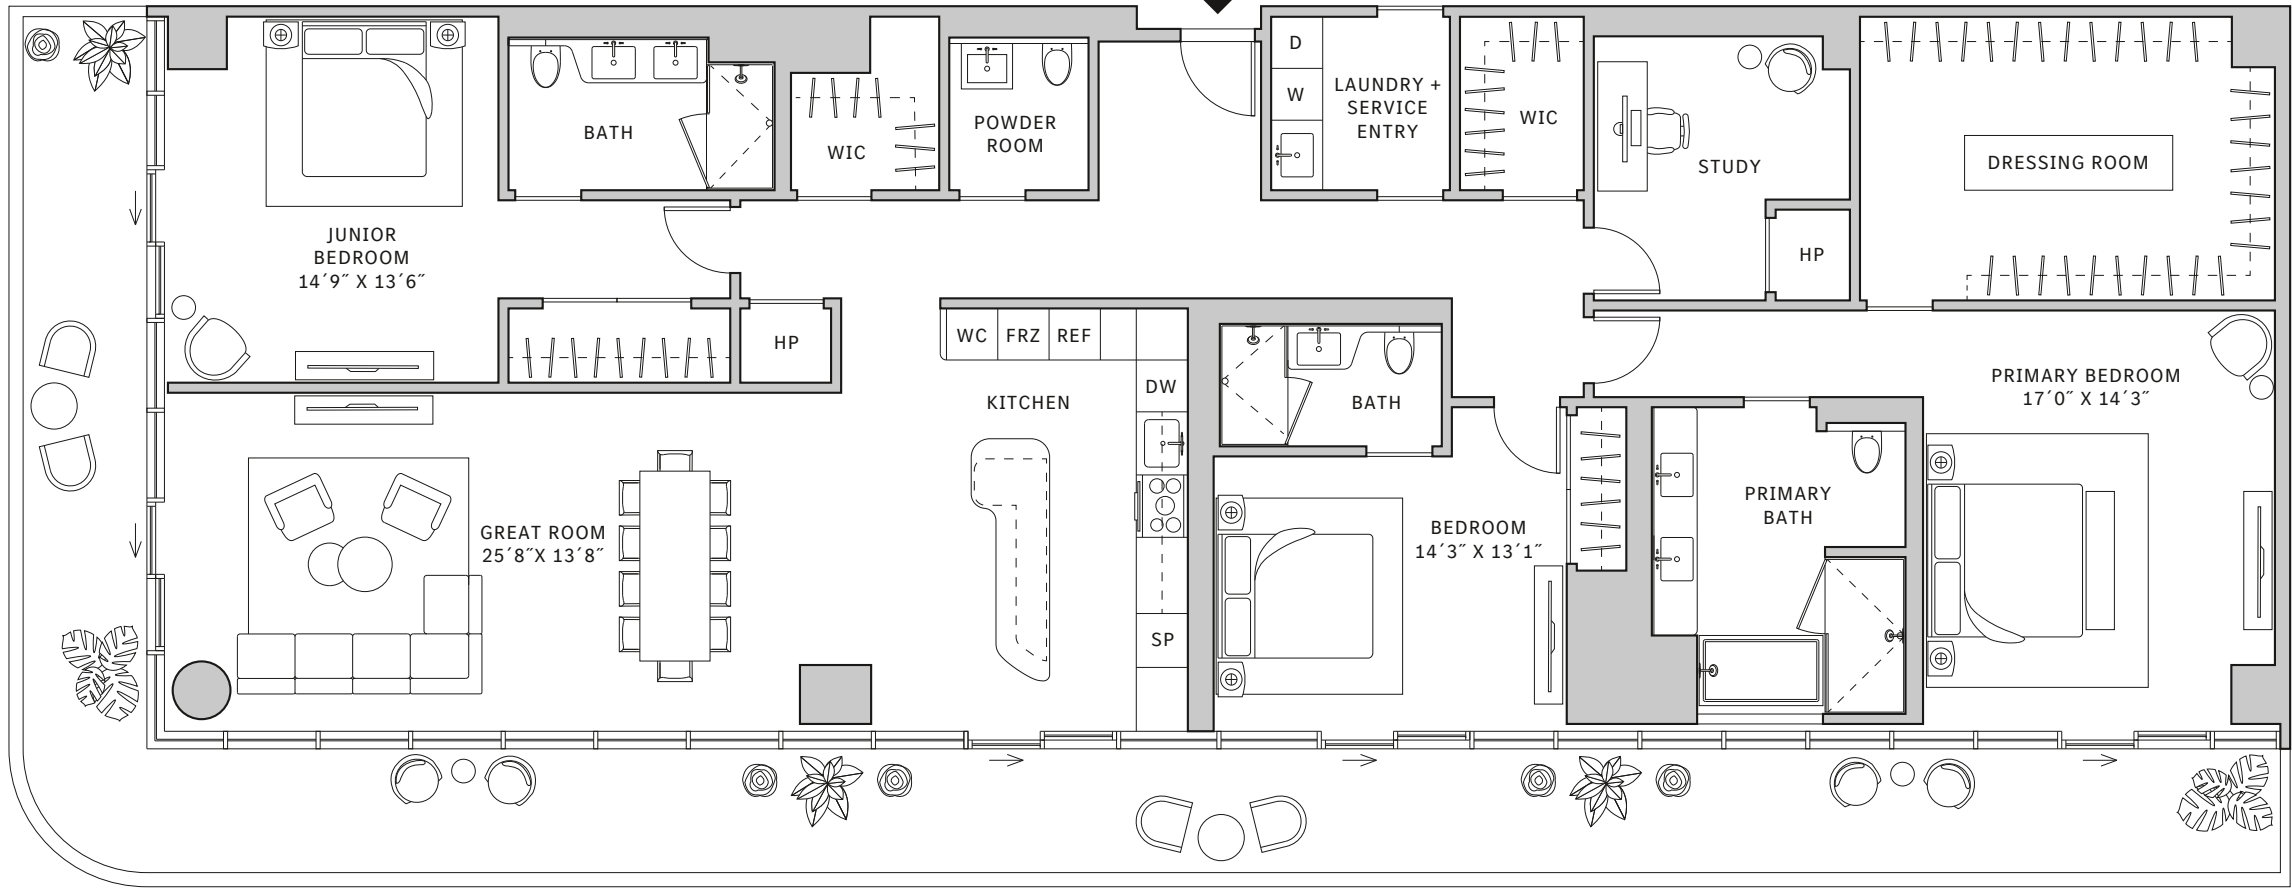 D
W
LAUNDRY +
SERVICE
ENTRY
WIC
BATH
WIC
POWDER
ROOM
STUDY
DRESSING ROOM
JUNIOR
BEDROOM
14´9˝ X 13´6˝
HP
HP
WC
FRZ
REF
DW
KITCHEN
BATH
PRIMARY BEDROOM
17´0˝ X 14´3˝
GREAT ROOM
25´8˝X 13´8˝
BEDROOM
14´3˝ X 13´1˝
PRIMARY
BATH
SP